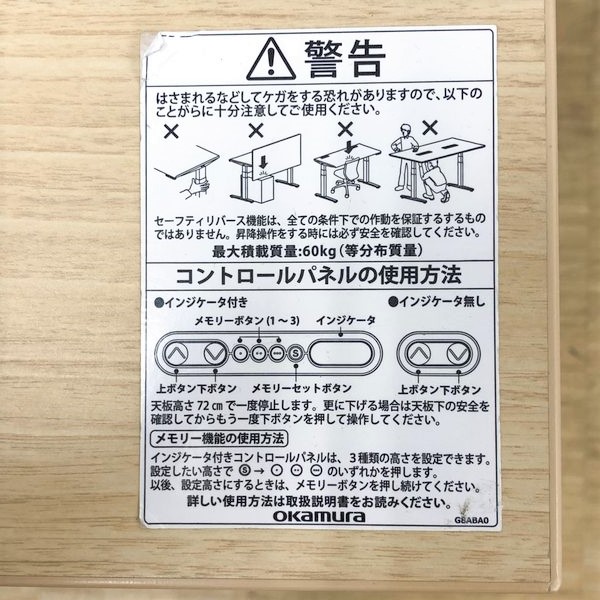 警告
はさまれるなどしてケガをする恐れがありますので、以下の
ことがらに十分注意してご使用ください。
セーフティリバース機能は、全ての条件下での作動を保証するするもの
ではありません。昇降操作をする時には必ず安全を確認してください。
最大積載質量:60kg(等分布質量)
コントロールパネルの使用方法
●インジケータ付き ●インジケータ無し
メモリーボタン(1～3) インジケータ
S
上ボタン下ボタン メモリーセットボタン 上ボタン下ボタン
天板高さ72㎝で一度停止します。更に下げる場合は天板下の安全を
確認してからもう一度下ボタンを押して操作してください。
メモリー機能の使用方法
インジケータ付きコントロールパネルは、3種類の高さを設定できます。
設定したい高さで Ⓢ → ・ ・・ ・・・ のいずれかを押します。
以後、設定高さにするときは、メモリーボタンを押し続けてください。
詳しい使用方法は取扱説明書をお読みください。
okamura
G8ABA0